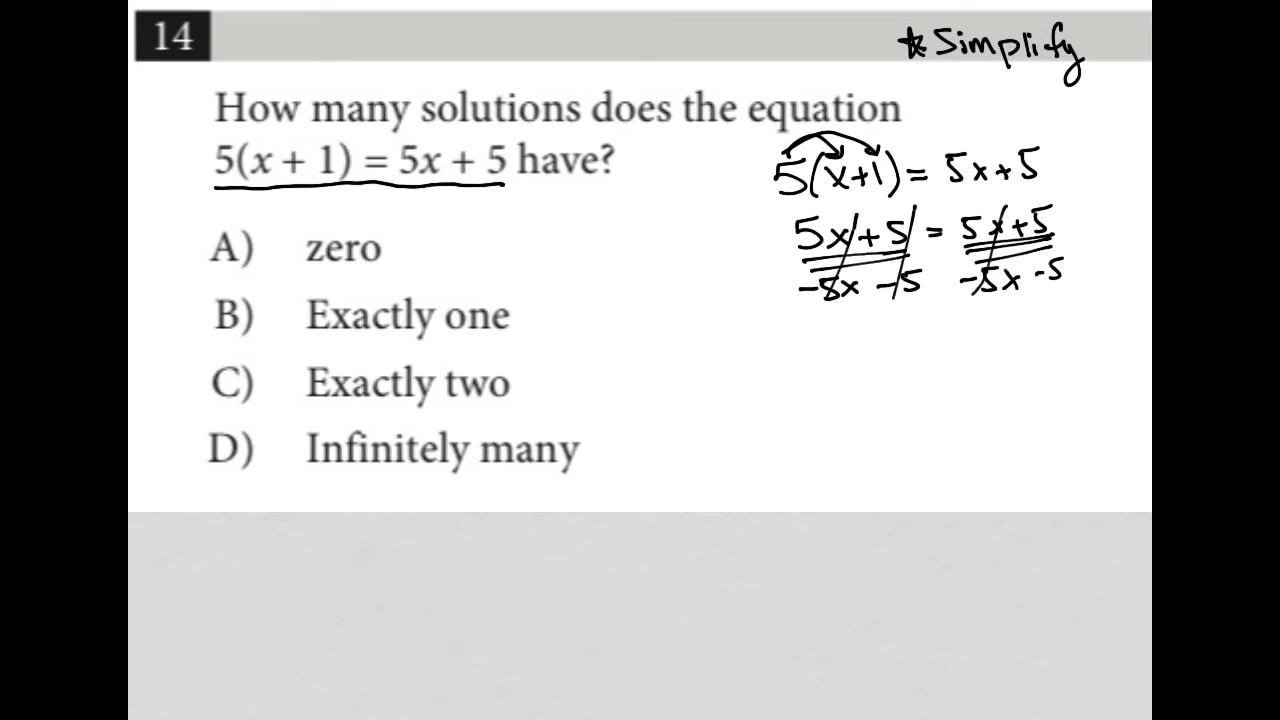 14
★Simplify
How many solutions does the equation
5(x + 1) = 5x + 5 have?
5(x+1) = 5x+5
5x+5 = 5x+5
-5x -5 -5x -5
A) zero
B) Exactly one
C) Exactly two
D) Infinitely many